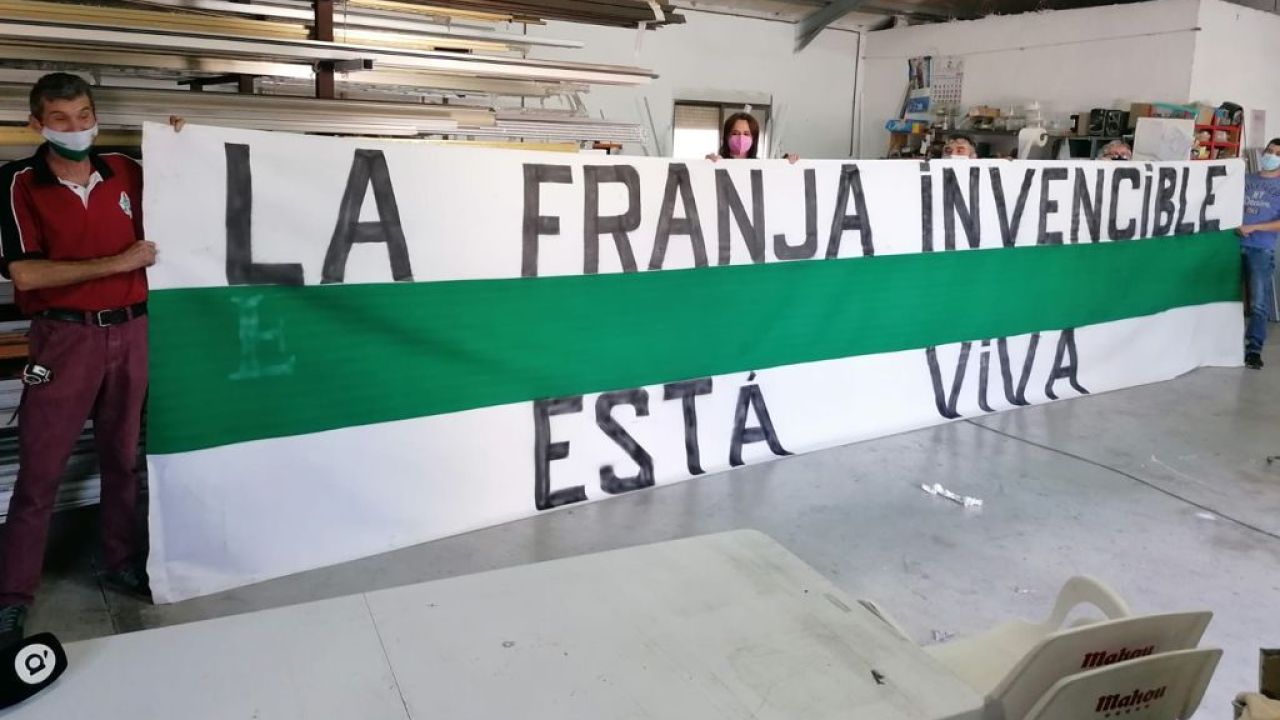 LA FRANJA iNVENCiBLE
ESTÁ ViVA
Mahou
Mahou